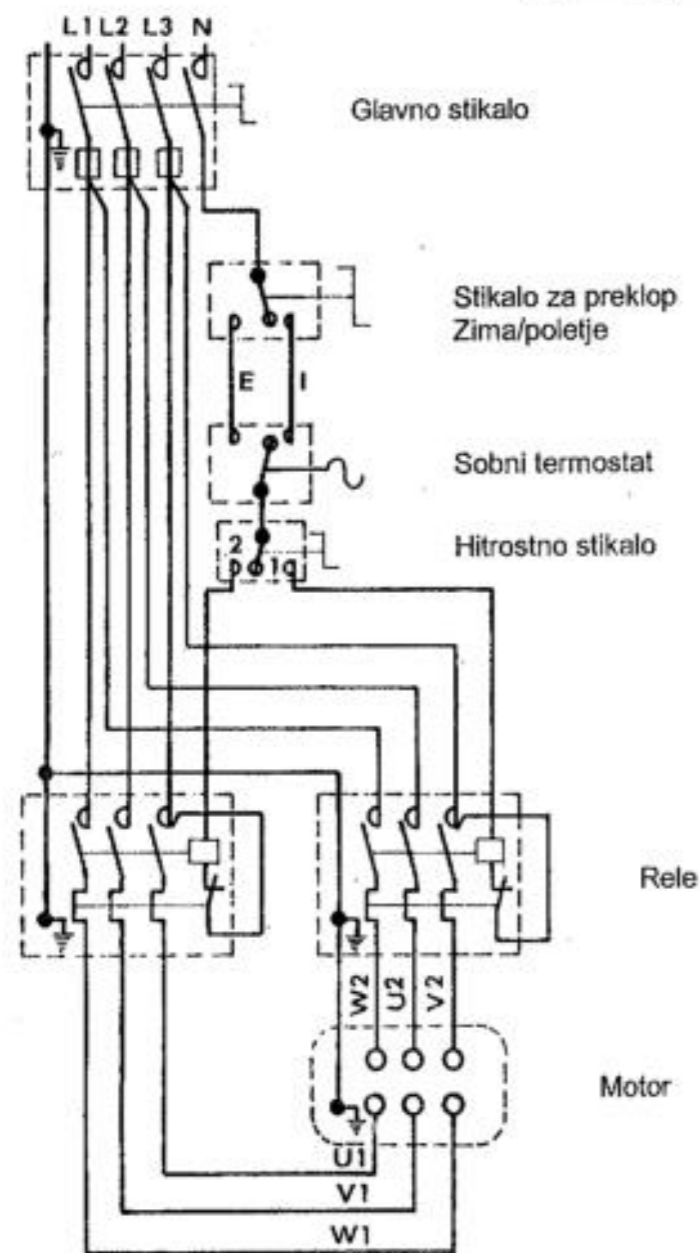 L1 L2 L3 N
Glavno stikalo
Stikalo za preklop
Zima/poletje
E I
Sobni termostat
Hitrostno stikalo
2 1
Rele
W2 U2 V2
Motor
U1
V1
W1